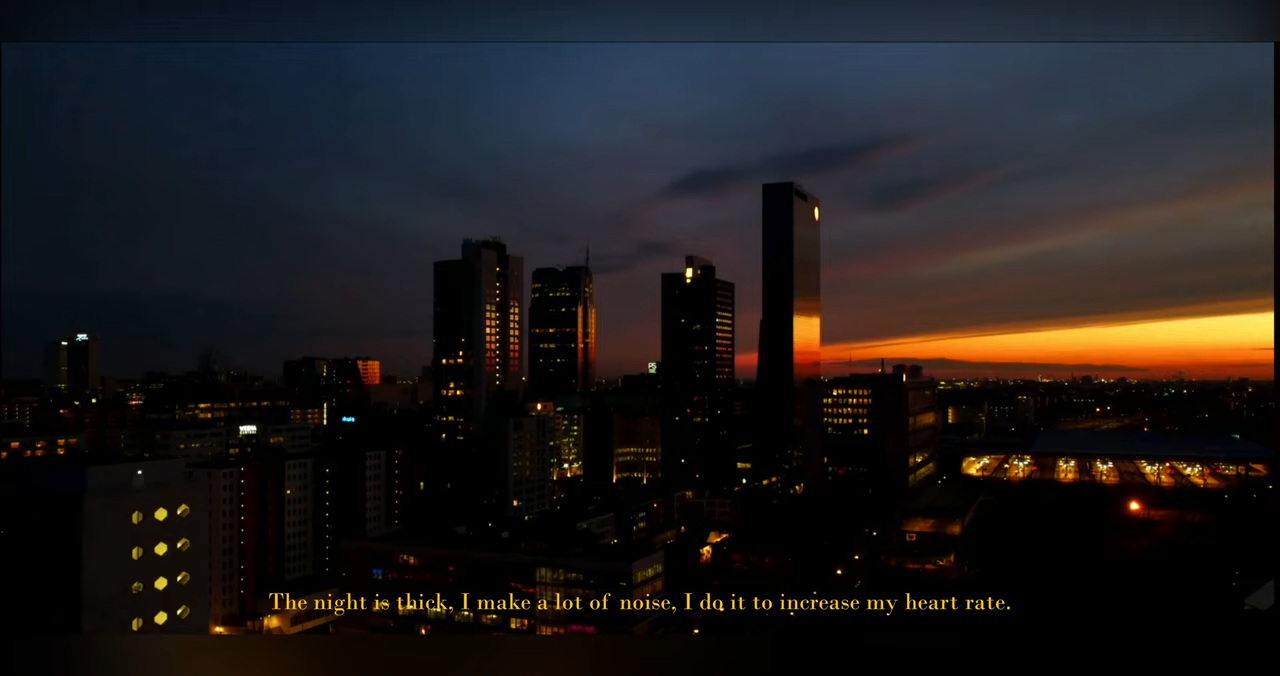 The night is thick, I make a lot of noise, I do it to increase my heart rate.